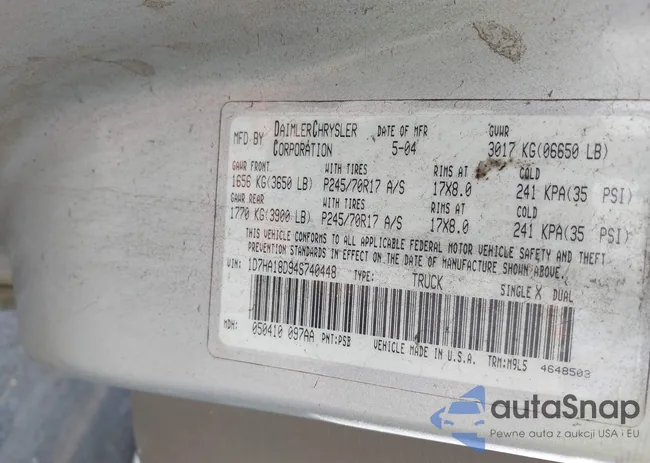 MFD BY DAIMLERCHRYSLER CORPORATION DATE OF MFR 5-04 GVWR 3017 KG(06650 LB)
GAWR FRONT WITH TIRES RIMS AT COLD
1656 KG(3650 LB) P245/70R17 A/S 17X8.0 241 KPA(35 PSI)
GAWR REAR WITH TIRES RIMS AT COLD
1770 KG(3900 LB) P245/70R17 A/S 17X8.0 241 KPA(35 PSI)
THIS VEHICLE CONFORMS TO ALL APPLICABLE FEDERAL MOTOR VEHICLE SAFETY AND THEFT
PREVENTION STANDARDS IN EFFECT ON THE DATE OF MANUFACTURE SHOWN ABOVE.
VIN: 1D7HA18D94S740448 TYPE: TRUCK SINGLE X DUAL
MDH: 050410 097AA PNT:PSB VEHICLE MADE IN U.S.A. TRM:M9L5 4648503
autaSnap
Pewne auta z aukcji USA i EU